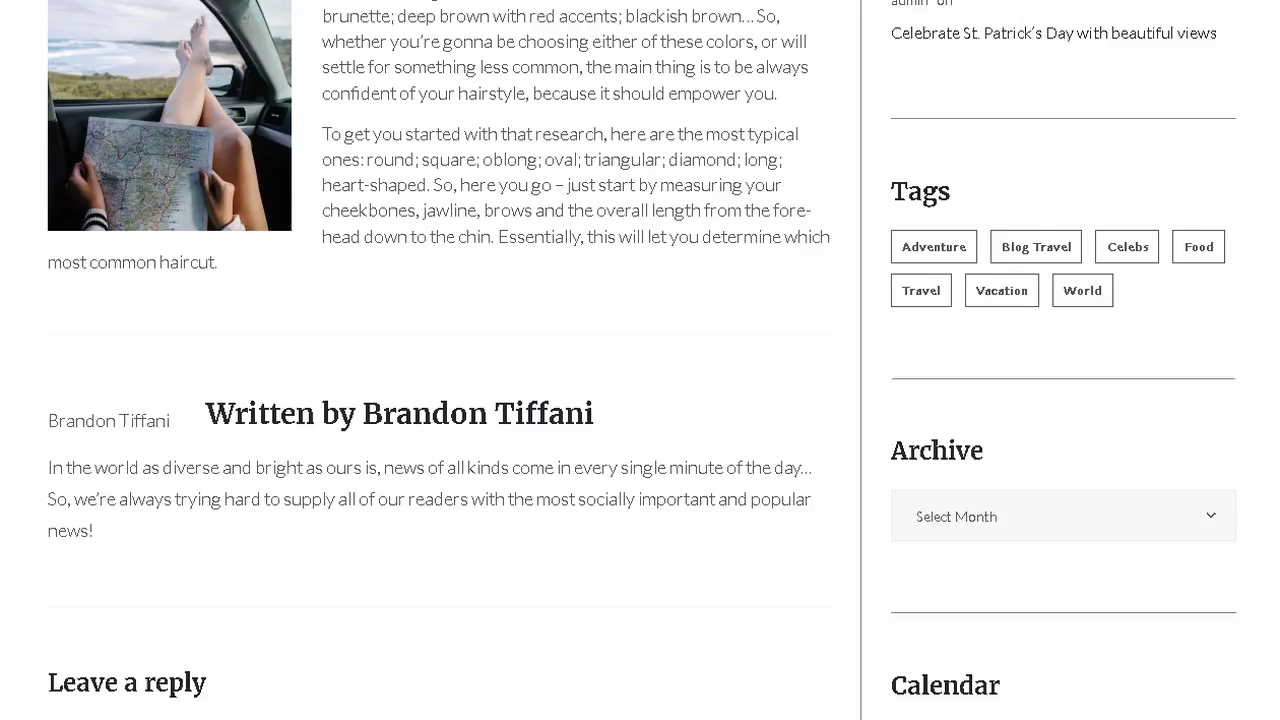 brunette; deep brown with red accents; blackish brown... So,
whether you're gonna be choosing either of these colors, or will
settle for something less common, the main thing is to be always
confident of your hairstyle, because it should empower you.
To get you started with that research, here are the most typical
ones: round; square; oblong; oval; triangular; diamond; long;
heart-shaped. So, here you go – just start by measuring your
cheekbones, jawline, brows and the overall length from the fore-
head down to the chin. Essentially, this will let you determine which
most common haircut.
Brandon Tiffani
Written by Brandon Tiffani
In the world as diverse and bright as ours is, news of all kinds come in every single minute of the day...
So, we're always trying hard to supply all of our readers with the most socially important and popular
news!
Leave a reply
admin on
Celebrate St. Patrick's Day with beautiful views
Tags
Adventure Blog Travel Celebs Food
Travel Vacation World
Archive
Select Month
Calendar